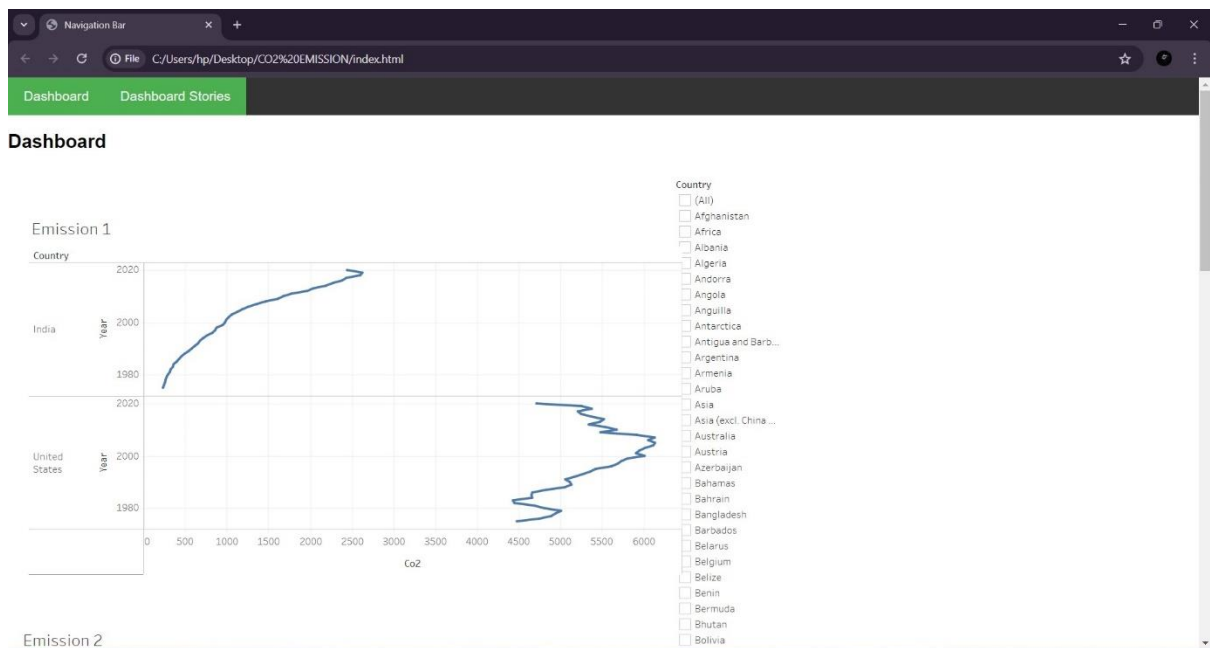 Navigation Bar
File C:/Users/hp/Desktop/CO2%20EMISSION/index.html
Dashboard Dashboard Stories
Dashboard
Emission 1
Country
India
Year
2020
2000
1980
United
States
Year
2020
2000
1980
0 500 1000 1500 2000 2500 3000 3500 4000 4500 5000 5500 6000
Co2
Emission 2
Country
(All)
Afghanistan
Africa
Albania
Algeria
Andorra
Angola
Anguilla
Antarctica
Antigua and Barb...
Argentina
Armenia
Aruba
Asia
Asia (excl. China ...
Australia
Austria
Azerbaijan
Bahamas
Bahrain
Bangladesh
Barbados
Belarus
Belgium
Belize
Benin
Bermuda
Bhutan
Bolivia